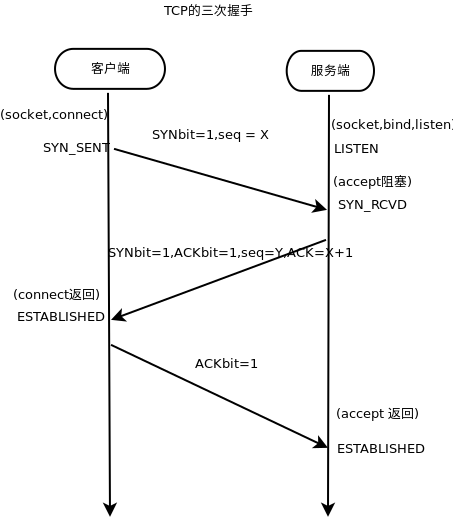 TCP的三次握手
客户端
服务端
(socket,connect)
SYNbit=1,seq = X
(socket,bind,listen)
SYN_SENT
LISTEN
(accept阻塞)
SYN_RCVD
SYNbit=1,ACKbit=1,seq=Y,ACK=X+1
(connect返回)
ESTABLISHED
ACKbit=1
(accept 返回)
ESTABLISHED